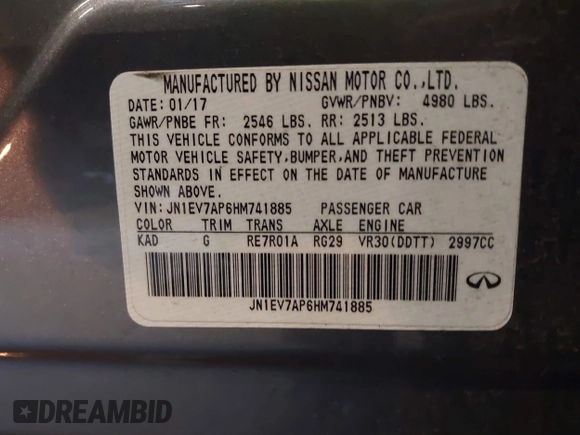 MANUFACTURED BY NISSAN MOTOR CO.,LTD.
DATE: 01/17 GVWR/PNBV: 4980 LBS.
GAWR/PNBE FR: 2546 LBS. RR: 2513 LBS.
THIS VEHICLE CONFORMS TO ALL APPLICABLE FEDERAL
MOTOR VEHICLE SAFETY,BUMPER,AND THEFT PREVENTION
STANDARDS IN EFFECT ON THE DATE OF MANUFACTURE
SHOWN ABOVE.
VIN: JN1EV7AP6HM741885 PASSENGER CAR
COLOR TRIM TRANS AXLE ENGINE
KAD G RE7R01A RG29 VR30(DDTT) 2997CC
JN1EV7AP6HM741885
DREAMBID